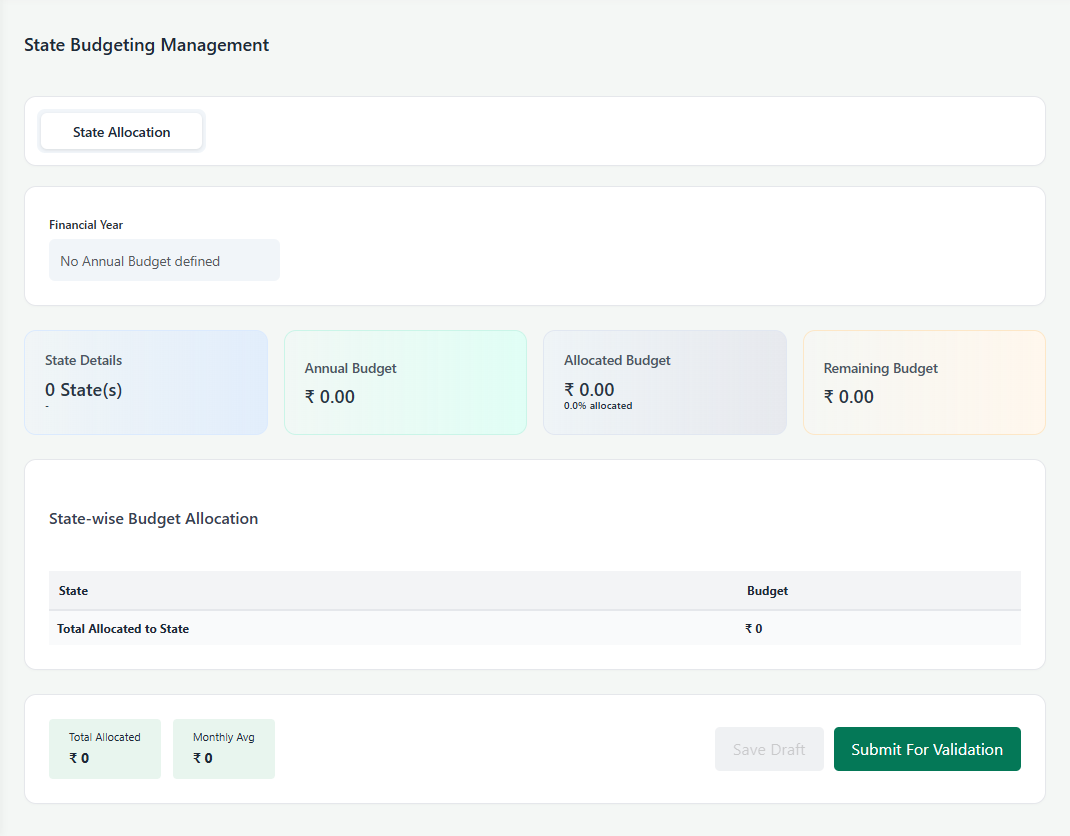 State Budgeting Management
State Allocation
Financial Year
No Annual Budget defined
State Details
0 State(s)
-
Annual Budget
₹ 0.00
Allocated Budget
₹ 0.00
0.0% allocated
Remaining Budget
₹ 0.00
State-wise Budget Allocation
State Budget
Total Allocated to State ₹ 0
Total Allocated
₹ 0
Monthly Avg
₹ 0
Save Draft
Submit For Validation